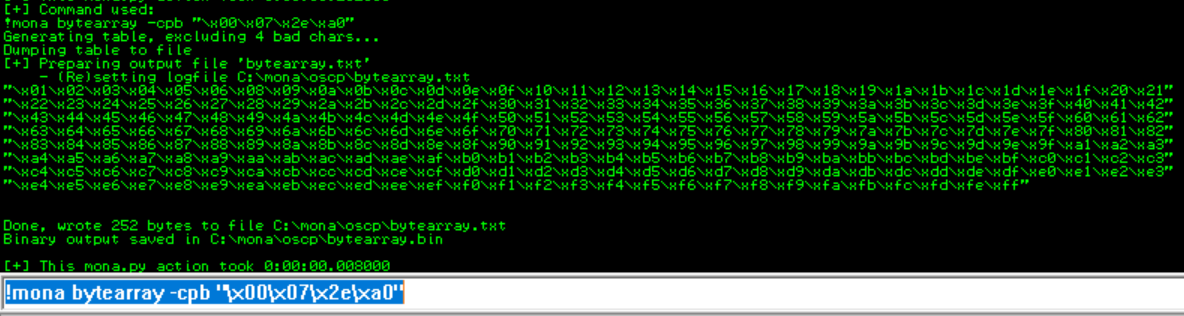 [+] Command used:
!mona bytearray -cpb "\x00\x07\x2e\xa0"
Generating table, excluding 4 bad chars...
Dumping table to file
[+] Preparing output file 'bytearray.txt'
    - (Re)setting logfile C:\mona\oscp\bytearray.txt
"\x01\x02\x03\x04\x05\x06\x08\x09\x0a\x0b\x0c\x0d\x0e\x0f\x10\x11\x12\x13\x14\x15\x16\x17\x18\x19\x1a\x1b\x1c\x1d\x1e\x1f\x20\x21"
"\x22\x23\x24\x25\x26\x27\x28\x29\x2a\x2b\x2c\x2d\x2f\x30\x31\x32\x33\x34\x35\x36\x37\x38\x39\x3a\x3b\x3c\x3d\x3e\x3f\x40\x41\x42"
"\x43\x44\x45\x46\x47\x48\x49\x4a\x4b\x4c\x4d\x4e\x4f\x50\x51\x52\x53\x54\x55\x56\x57\x58\x59\x5a\x5b\x5c\x5d\x5e\x5f\x60\x61\x62"
"\x63\x64\x65\x66\x67\x68\x69\x6a\x6b\x6c\x6d\x6e\x6f\x70\x71\x72\x73\x74\x75\x76\x77\x78\x79\x7a\x7b\x7c\x7d\x7e\x7f\x80\x81\x82"
"\x83\x84\x85\x86\x87\x88\x89\x8a\x8b\x8c\x8d\x8e\x8f\x90\x91\x92\x93\x94\x95\x96\x97\x98\x99\x9a\x9b\x9c\x9d\x9e\x9f\xa1\xa2\xa3"
"\xa4\xa5\xa6\xa7\xa8\xa9\xaa\xab\xac\xad\xae\xaf\xb0\xb1\xb2\xb3\xb4\xb5\xb6\xb7\xb8\xb9\xba\xbb\xbc\xbd\xbe\xbf\xc0\xc1\xc2\xc3"
"\xc4\xc5\xc6\xc7\xc8\xc9\xca\xcb\xcc\xcd\xce\xcf\xd0\xd1\xd2\xd3\xd4\xd5\xd6\xd7\xd8\xd9\xda\xdb\xdc\xdd\xde\xdf\xe0\xe1\xe2\xe3"
"\xe4\xe5\xe6\xe7\xe8\xe9\xea\xeb\xec\xed\xee\xef\xf0\xf1\xf2\xf3\xf4\xf5\xf6\xf7\xf8\xf9\xfa\xfb\xfc\xfd\xfe\xff"
Done, wrote 252 bytes to file C:\mona\oscp\bytearray.txt
Binary output saved in C:\mona\oscp\bytearray.bin
[+] This mona.py action took 0:00:00.008000
!mona bytearray -cpb "\x00\x07\x2e\xa0"